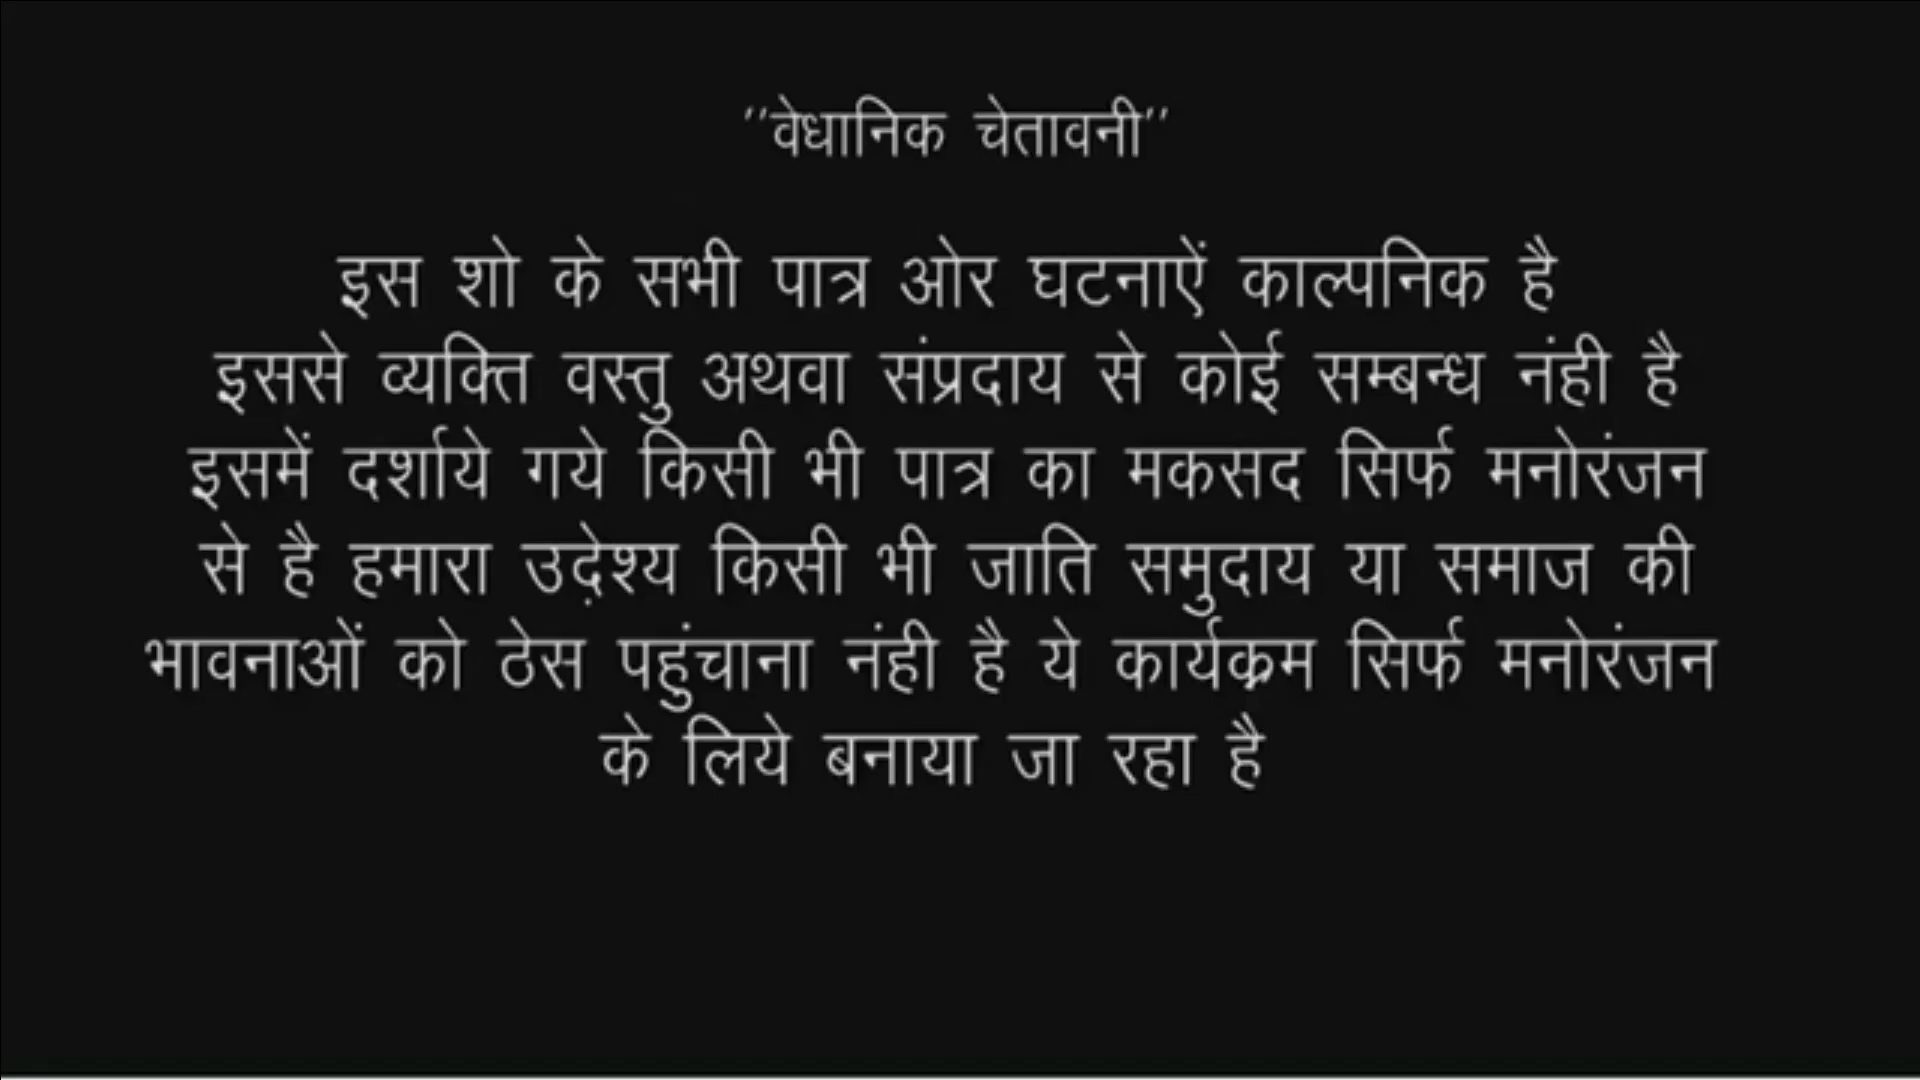 "वेधानिक चेतावनी"
इस शो के सभी पात्र ओर घटनाऐं काल्पनिक है
इससे व्यक्ति वस्तु अथवा संप्रदाय से कोई सम्बन्ध नंही है
इसमें दर्शाये गये किसी भी पात्र का मकसद सिर्फ मनोरंजन
से है हमारा उद़ेश्य किसी भी जाति समुदाय या समाज की
भावनाओं को ठेस पहुंचाना नंही है ये कार्यक्रम सिर्फ मनोरंजन
के लिये बनाया जा रहा है